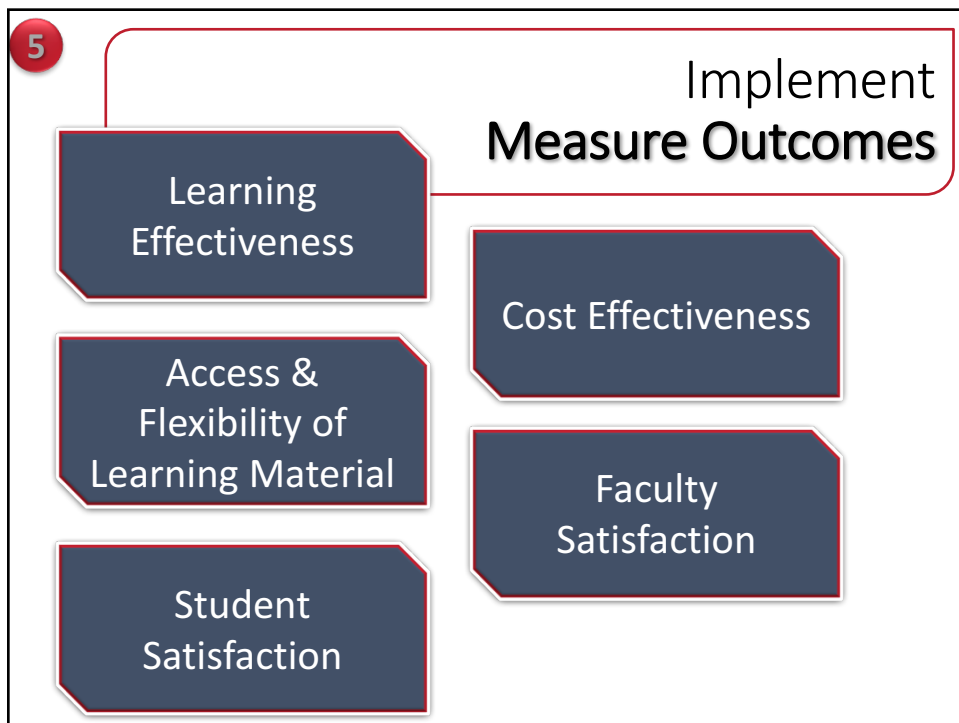 5
Implement
Measure Outcomes
Learning
Effectiveness
Access &
Flexibility of
Learning Material
Student
Satisfaction
Cost Effectiveness
Faculty
Satisfaction